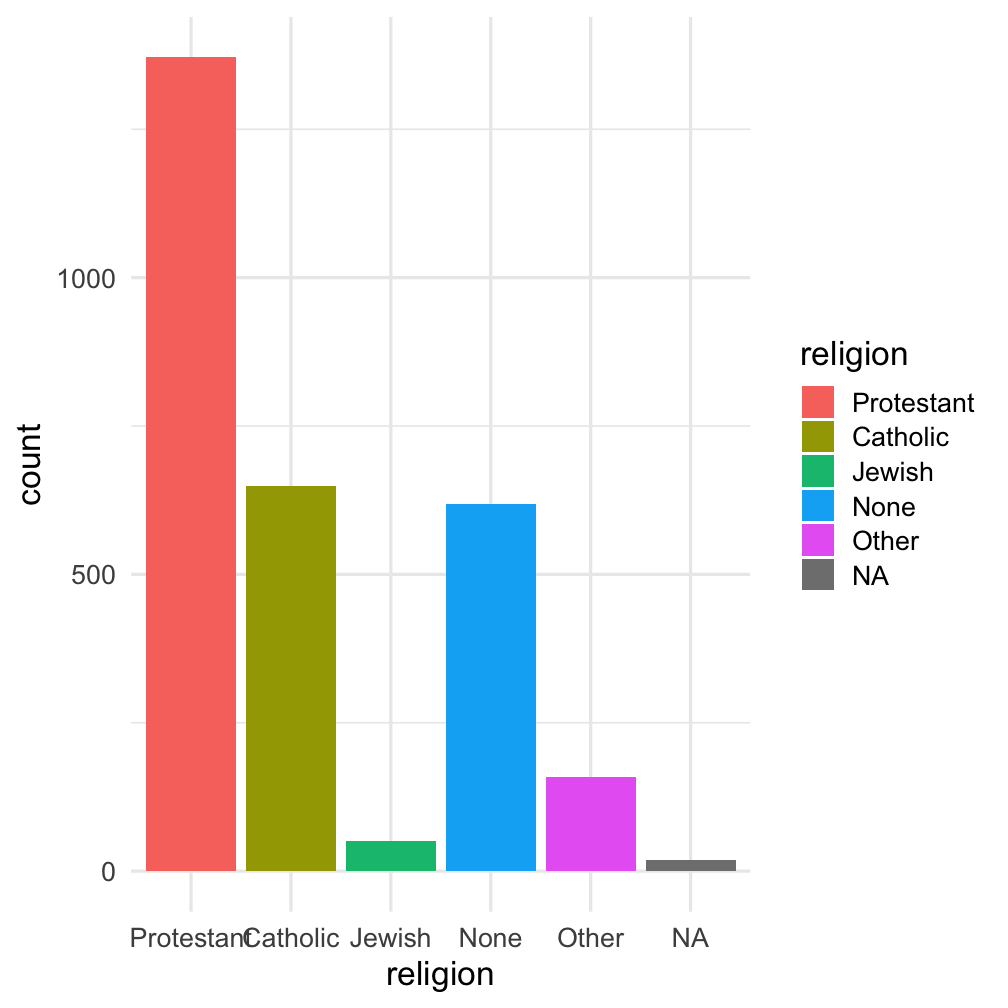 count
1000
500
0
Protestant Catholic Jewish None Other NA
religion
religion
Protestant
Catholic
Jewish
None
Other
NA